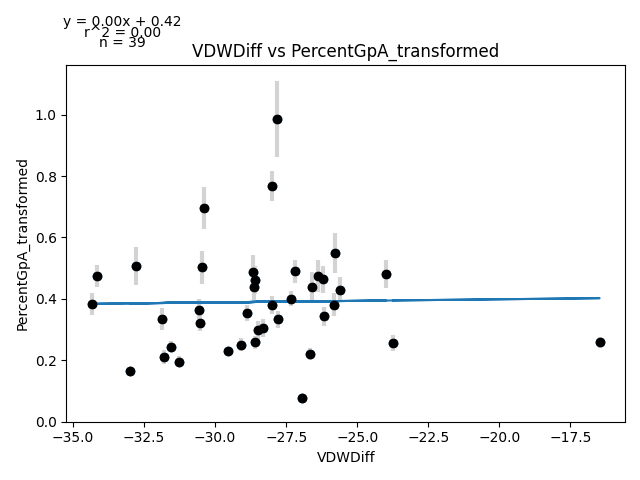 y = 0.00x + 0.42
r^2 = 0.00
n = 39
VDWDiff vs PercentGpA_transformed
PercentGpA_transformed
1.0
0.8
0.6
0.4
0.2
0.0
−35.0 −32.5 −30.0 −27.5 −25.0 −22.5 −20.0 −17.5
VDWDiff